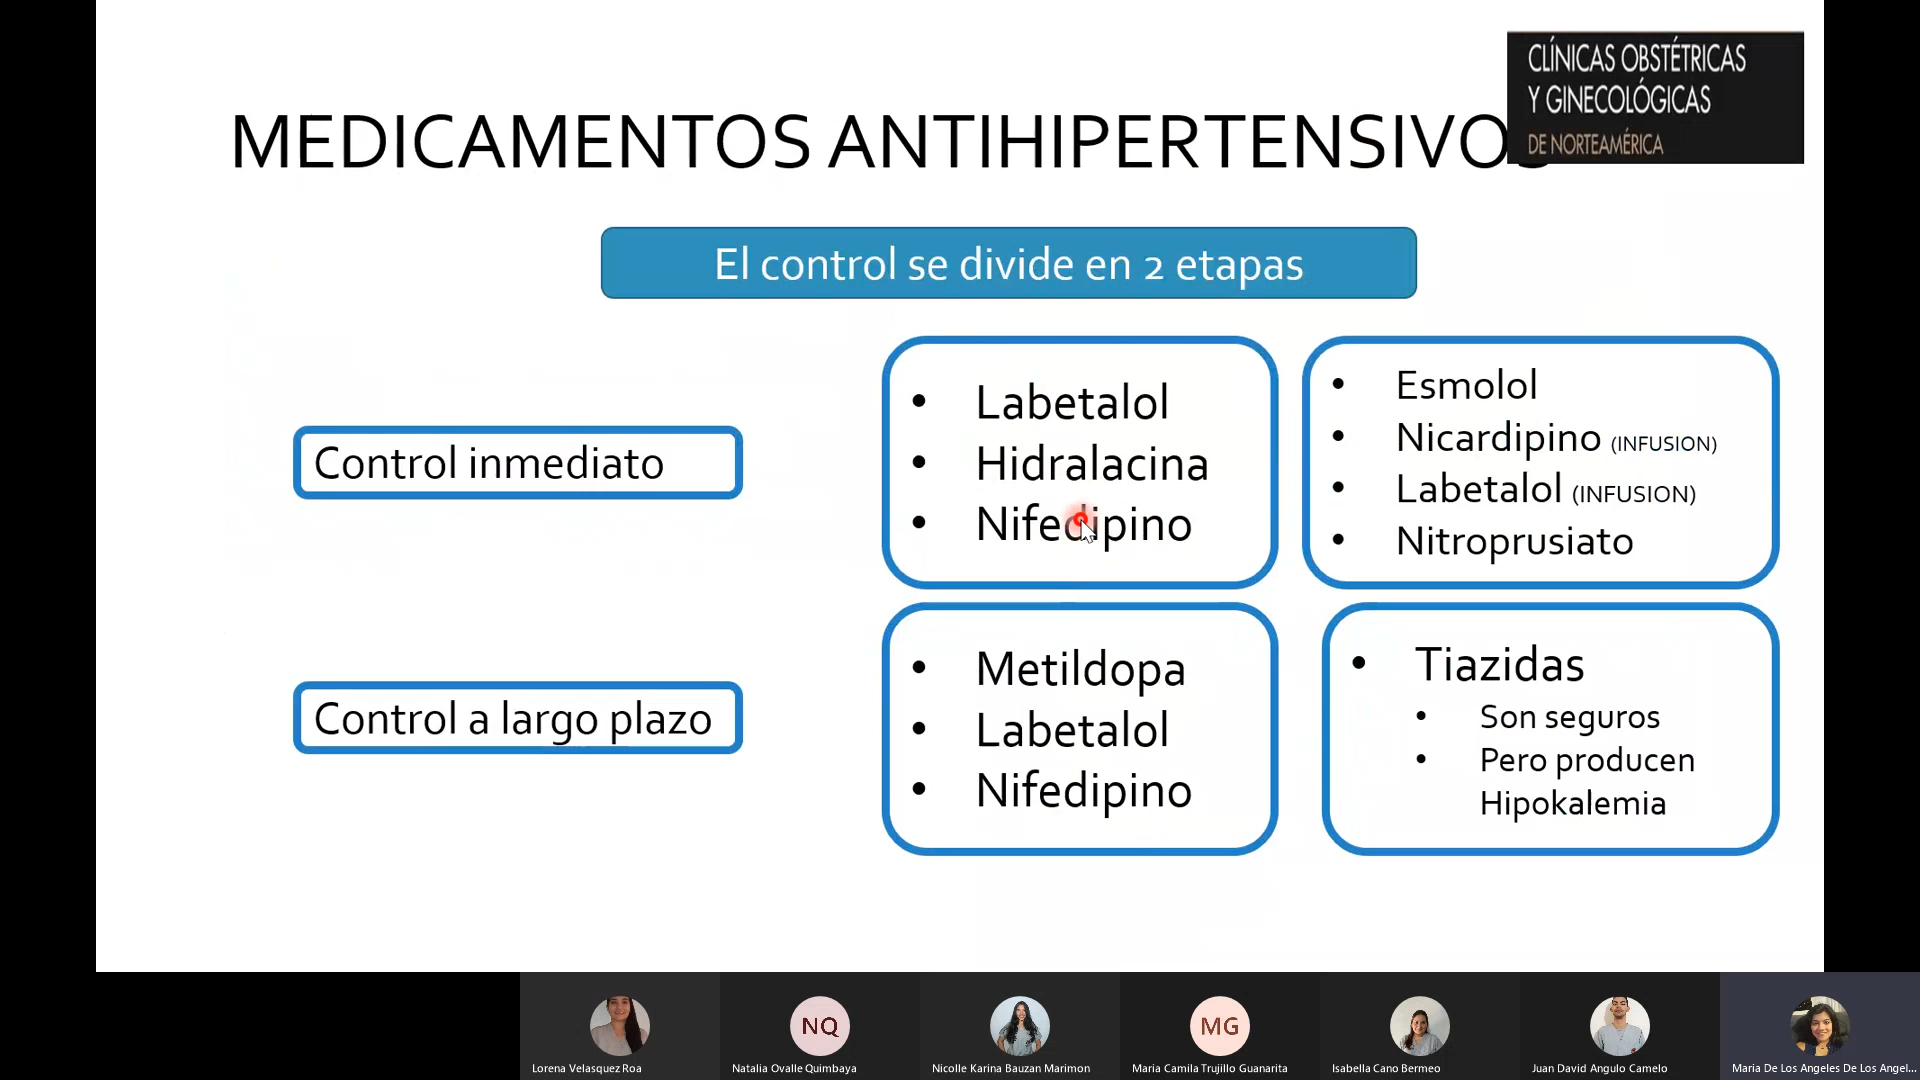 CLÍNICAS OBSTÉTRICAS
Y GINECOLÓGICAS
DE NORTEAMÉRICA
MEDICAMENTOS ANTIHIPERTENSIVOS
El control se divide en 2 etapas
Control inmediato
• Labetalol
• Hidralacina
• Nifedipino
• Esmolol
• Nicardipino (INFUSION)
• Labetalol (INFUSION)
• Nitroprusiato
Control a largo plazo
• Metildopa
• Labetalol
• Nifedipino
• Tiazidas
• Son seguros
• Pero producen
Hipokalemia
NQ
MG
Lorena Velasquez Roa
Natalia Ovalle Quimbaya
Nicolle Karina Bauzan Marimon
Maria Camila Trujillo Guanarita
Isabella Cano Bermeo
Juan David Angulo Camelo
Maria De Los Angeles De Los Angel...